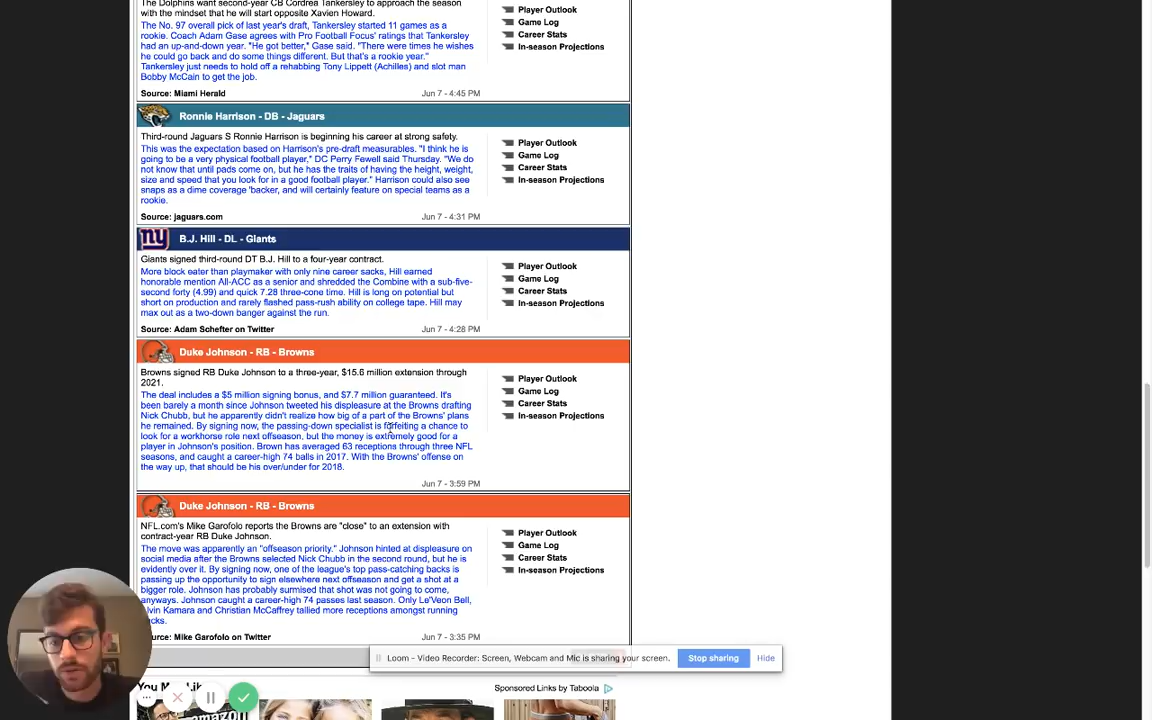 The Dolphins want second-year CB Cordrea Tankersley to approach the season
with the mindset that he will start opposite Xavien Howard.
The No. 97 overall pick of last year's draft, Tankersley started 11 games as a
rookie. Coach Adam Gase agrees with Pro Football Focus' ratings that Tankersley
had an up-and-down year. "He got better," Gase said. "There were times he wishes
he could go back and do some things different. But that's a rookie year."
Tankersley just needs to hold off a rehabbing Tony Lippett (Achilles) and slot man
Bobby McCain to get the job.
Source: Miami Herald
Jun 7 - 4:45 PM
Player Outlook
Game Log
Career Stats
In-season Projections
Ronnie Harrison - DB - Jaguars
Third-round Jaguars S Ronnie Harrison is beginning his career at strong safety.
This was the expectation based on Harrison's pre-draft measurables. "I think he is
going to be a very physical football player," DC Perry Fewell said Thursday. "We do
not know that until pads come on, but he has the traits of having the height, weight,
size and speed that you look for in a good football player." Harrison could also see
snaps as a dime coverage 'backer, and will certainly feature on special teams as a
rookie.
Source: jaguars.com
Jun 7 - 4:31 PM
Player Outlook
Game Log
Career Stats
In-season Projections
ny
B.J. Hill - DL - Giants
Giants signed third-round DT B.J. Hill to a four-year contract.
More block eater than playmaker with only nine career sacks, Hill earned
honorable mention All-ACC as a senior and shredded the Combine with a sub-five-
second forty (4.99) and quick 7.28 three-cone time. Hill is long on potential but
short on production and rarely flashed pass-rush ability on college tape. Hill may
max out as a two-down banger against the run.
Source: Adam Schefter on Twitter
Jun 7 - 4:28 PM
Player Outlook
Game Log
Career Stats
In-season Projections
Duke Johnson - RB - Browns
Browns signed RB Duke Johnson to a three-year, $15.6 million extension through
2021.
The deal includes a $5 million signing bonus, and $7.7 million guaranteed. It's
been barely a month since Johnson tweeted his displeasure at the Browns drafting
Nick Chubb, but he apparently didn't realize how big of a part of the Browns' plans
he remained. By signing now, the passing-down specialist is forfeiting a chance to
look for a workhorse role next offseason, but the money is extremely good for a
player in Johnson's position. Brown has averaged 63 receptions through three NFL
seasons, and caught a career-high 74 balls in 2017. With the Browns' offense on
the way up, that should be his over/under for 2018.
Jun 7 - 3:59 PM
Player Outlook
Game Log
Career Stats
In-season Projections
Duke Johnson - RB - Browns
NFL.com's Mike Garofolo reports the Browns are "close" to an extension with
contract-year RB Duke Johnson.
The move was apparently an "offseason priority." Johnson hinted at displeasure on
social media after the Browns selected Nick Chubb in the second round, but he is
evidently over it. By signing now, one of the league's top pass-catching backs is
passing up the opportunity to sign elsewhere next offseason and get a shot at a
bigger role. Johnson has probably surmised that shot was not going to come,
anyways. Johnson caught a career-high 74 passes last season. Only Le'Veon Bell,
lvin Kamara and Christian McCaffrey tallied more receptions amongst running
cks.
urce: Mike Garofolo on Twitter
Jun 7 - 3:35 PM
Player Outlook
Game Log
Career Stats
In-season Projections
Loom - Video Recorder: Screen, Webcam and Mic is sharing your screen.
Stop sharing
Hide
You M
Lik
Sponsored Links by Taboola
amazon